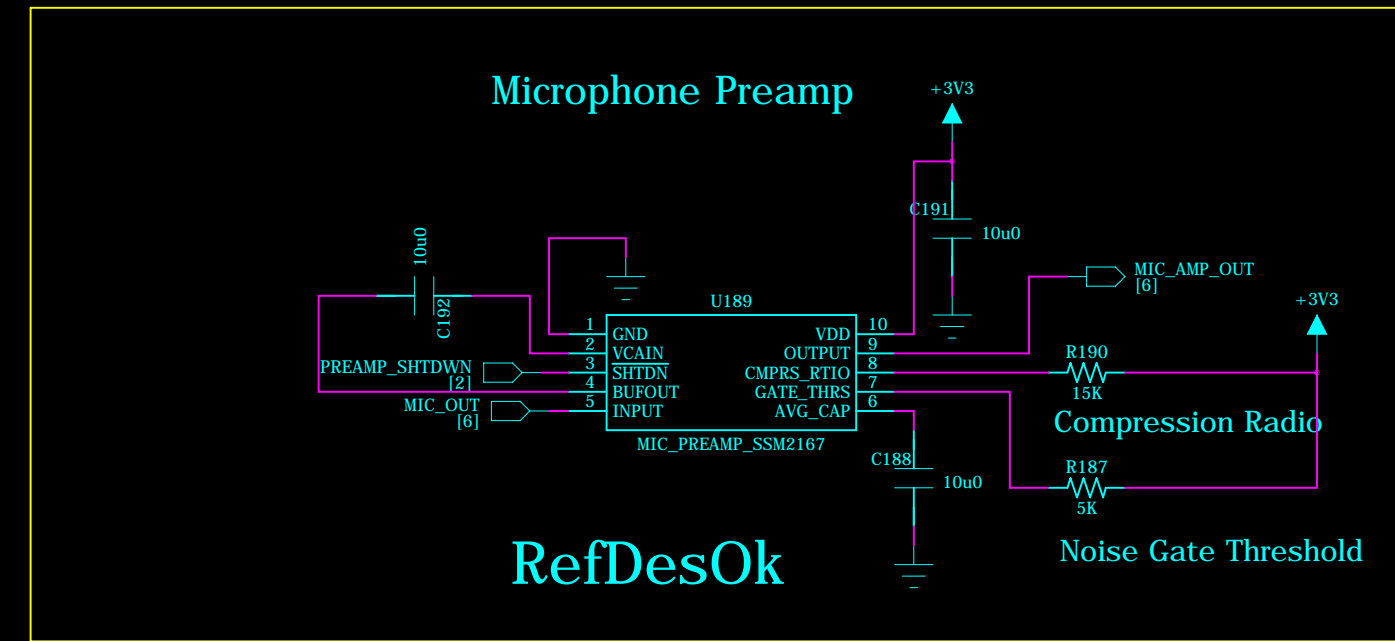 Microphone Preamp
+3V3
C191
10u0
10u0
C192
MIC_AMP_OUT
[6]
U189
+3V3
1 GND
2 VCAIN
3 SHTDN
4 BUFOUT
5 INPUT
VDD 10
OUTPUT 9
CMPRS_RTIO 8
GATE_THRS 7
AVG_CAP 6
PREAMP_SHTDWN
[2]
MIC_OUT
[6]
MIC_PREAMP_SSM2167
R190
15K
Compression Radio
C188
10u0
R187
5K
Noise Gate Threshold
RefDesOk